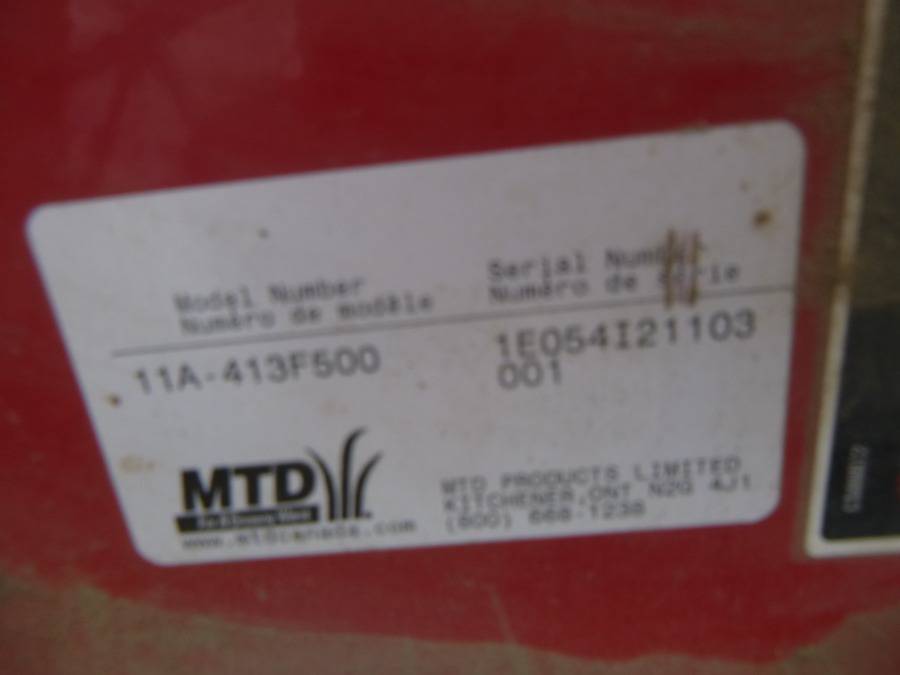 Model Number
Numéro de modèle
Serial Number
Numéro de série
11A-413F500
1E054I21103
001
MTD
www.mtdcanada.com
MTD PRODUCTS LIMITED
KITCHENER, ONT N2G 4J1
(800) 668-1238